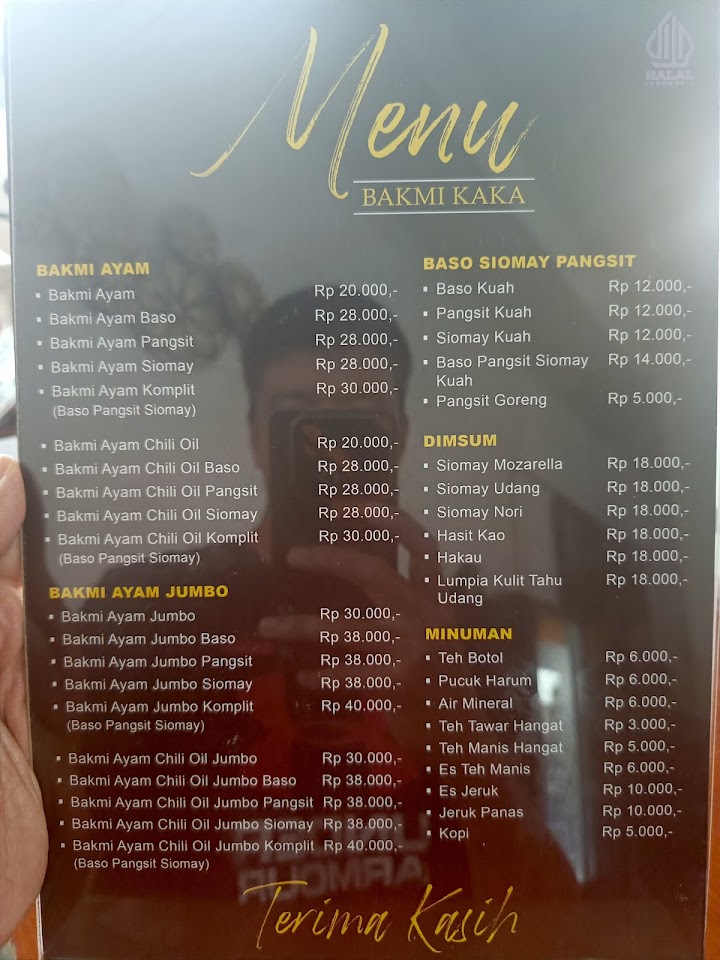 Menu
HALAL
INDONESIA
BAKMI KAKA
BAKMI AYAM
▪ Bakmi Ayam Rp 20.000,-
▪ Bakmi Ayam Baso Rp 28.000,-
▪ Bakmi Ayam Pangsit Rp 28.000,-
▪ Bakmi Ayam Siomay Rp 28.000,-
▪ Bakmi Ayam Komplit Rp 30.000,-
(Baso Pangsit Siomay)
▪ Bakmi Ayam Chili Oil Rp 20.000,-
▪ Bakmi Ayam Chili Oil Baso Rp 28.000,-
▪ Bakmi Ayam Chili Oil Pangsit Rp 28.000,-
▪ Bakmi Ayam Chili Oil Siomay Rp 28.000,-
▪ Bakmi Ayam Chili Oil Komplit Rp 30.000,-
(Baso Pangsit Siomay)
BAKMI AYAM JUMBO
▪ Bakmi Ayam Jumbo Rp 30.000,-
▪ Bakmi Ayam Jumbo Baso Rp 38.000,-
▪ Bakmi Ayam Jumbo Pangsit Rp 38.000,-
▪ Bakmi Ayam Jumbo Siomay Rp 38.000,-
▪ Bakmi Ayam Jumbo Komplit Rp 40.000,-
(Baso Pangsit Siomay)
▪ Bakmi Ayam Chili Oil Jumbo Rp 30.000,-
▪ Bakmi Ayam Chili Oil Jumbo Baso Rp 38.000,-
▪ Bakmi Ayam Chili Oil Jumbo Pangsit Rp 38.000,-
▪ Bakmi Ayam Chili Oil Jumbo Siomay Rp 38.000,-
▪ Bakmi Ayam Chili Oil Jumbo Komplit Rp 40.000,-
(Baso Pangsit Siomay)
BASO SIOMAY PANGSIT
▪ Baso Kuah Rp 12.000,-
▪ Pangsit Kuah Rp 12.000,-
▪ Siomay Kuah Rp 12.000,-
▪ Baso Pangsit Siomay Rp 14.000,-
Kuah
▪ Pangsit Goreng Rp 5.000,-
DIMSUM
▪ Siomay Mozarella Rp 18.000,-
▪ Siomay Udang Rp 18.000,-
▪ Siomay Nori Rp 18.000,-
▪ Hasit Kao Rp 18.000,-
▪ Hakau Rp 18.000,-
▪ Lumpia Kulit Tahu Rp 18.000,-
Udang
MINUMAN
▪ Teh Botol Rp 6.000,-
▪ Pucuk Harum Rp 6.000,-
▪ Air Mineral Rp 6.000,-
▪ Teh Tawar Hangat Rp 3.000,-
▪ Teh Manis Hangat Rp 5.000,-
▪ Es Teh Manis Rp 6.000,-
▪ Es Jeruk Rp 10.000,-
▪ Jeruk Panas Rp 10.000,-
▪ Kopi Rp 5.000,-
Terima Kasih